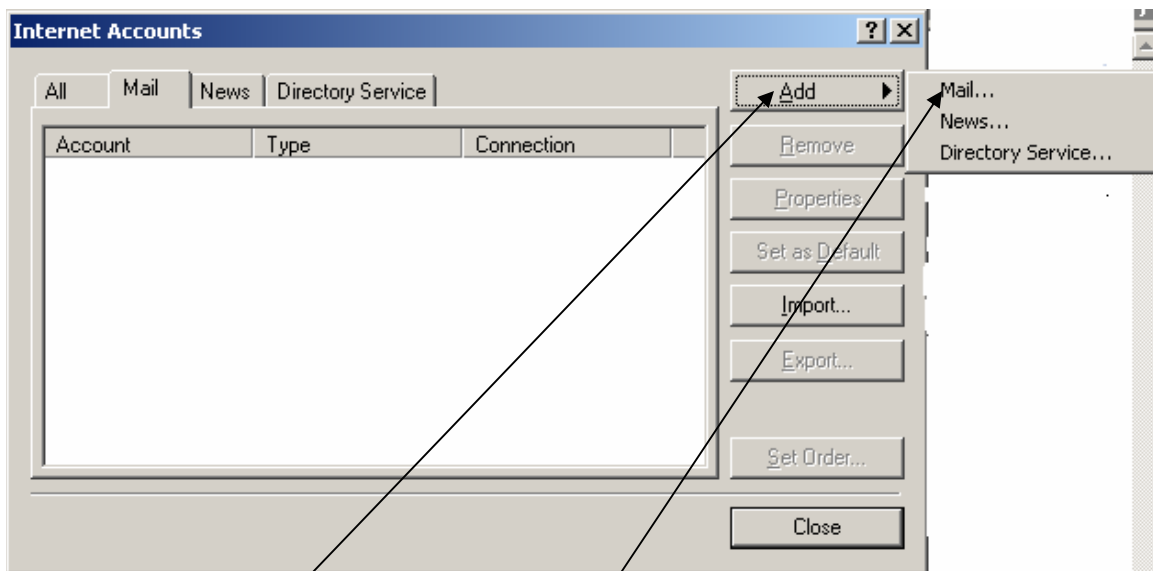 Internet Accounts
All Mail News Directory Service
Account Type Connection
Add
Remove
Properties
Set as Default
Import...
Export...
Set Order...
Close
Mail...
News...
Directory Service...